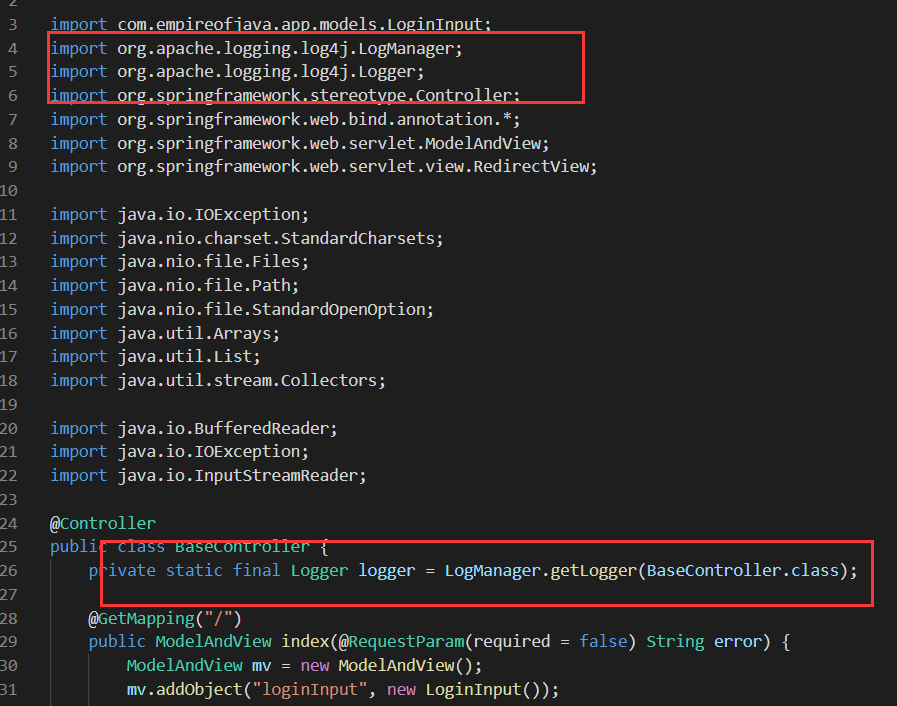 2
3 import com.empireofjava.app.models.LoginInput;
4 import org.apache.logging.log4j.LogManager;
5 import org.apache.logging.log4j.Logger;
6 import org.springframework.stereotype.Controller;
7 import org.springframework.web.bind.annotation.*;
8 import org.springframework.web.servlet.ModelAndView;
9 import org.springframework.web.servlet.view.RedirectView;
10
11 import java.io.IOException;
12 import java.nio.charset.StandardCharsets;
13 import java.nio.file.Files;
14 import java.nio.file.Path;
15 import java.nio.file.StandardOpenOption;
16 import java.util.Arrays;
17 import java.util.List;
18 import java.util.stream.Collectors;
19
20 import java.io.BufferedReader;
21 import java.io.IOException;
22 import java.io.InputStreamReader;
23
24 @Controller
25 public class BaseController {
26 private static final Logger logger = LogManager.getLogger(BaseController.class);
27
28 @GetMapping("/")
29 public ModelAndView index(@RequestParam(required = false) String error) {
30 ModelAndView mv = new ModelAndView();
31 mv.addObject("loginInput", new LoginInput());